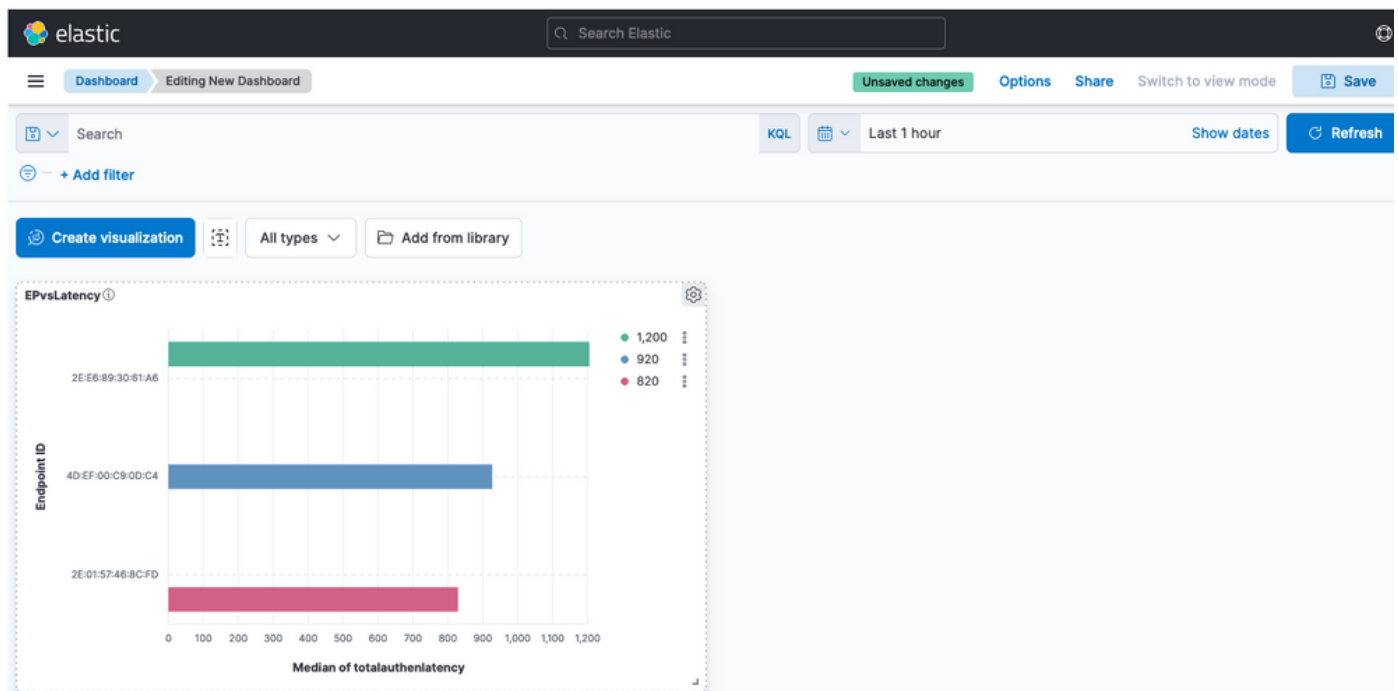 elastic
Search Elastic
Dashboard
Editing New Dashboard
Unsaved changes
Options
Share
Switch to view mode
Save
Search
KQL
Last 1 hour
Show dates
Refresh
+ Add filter
Create visualization
All types
Add from library
EPvsLatency
1,200
920
820
Endpoint ID
2E:E6:89:30:61:A6
4D:EF:00:C9:0D:C4
2E:01:57:46:8C:FD
0 100 200 300 400 500 600 700 800 900 1,000 1,100 1,200
Median of totalauthenlatency